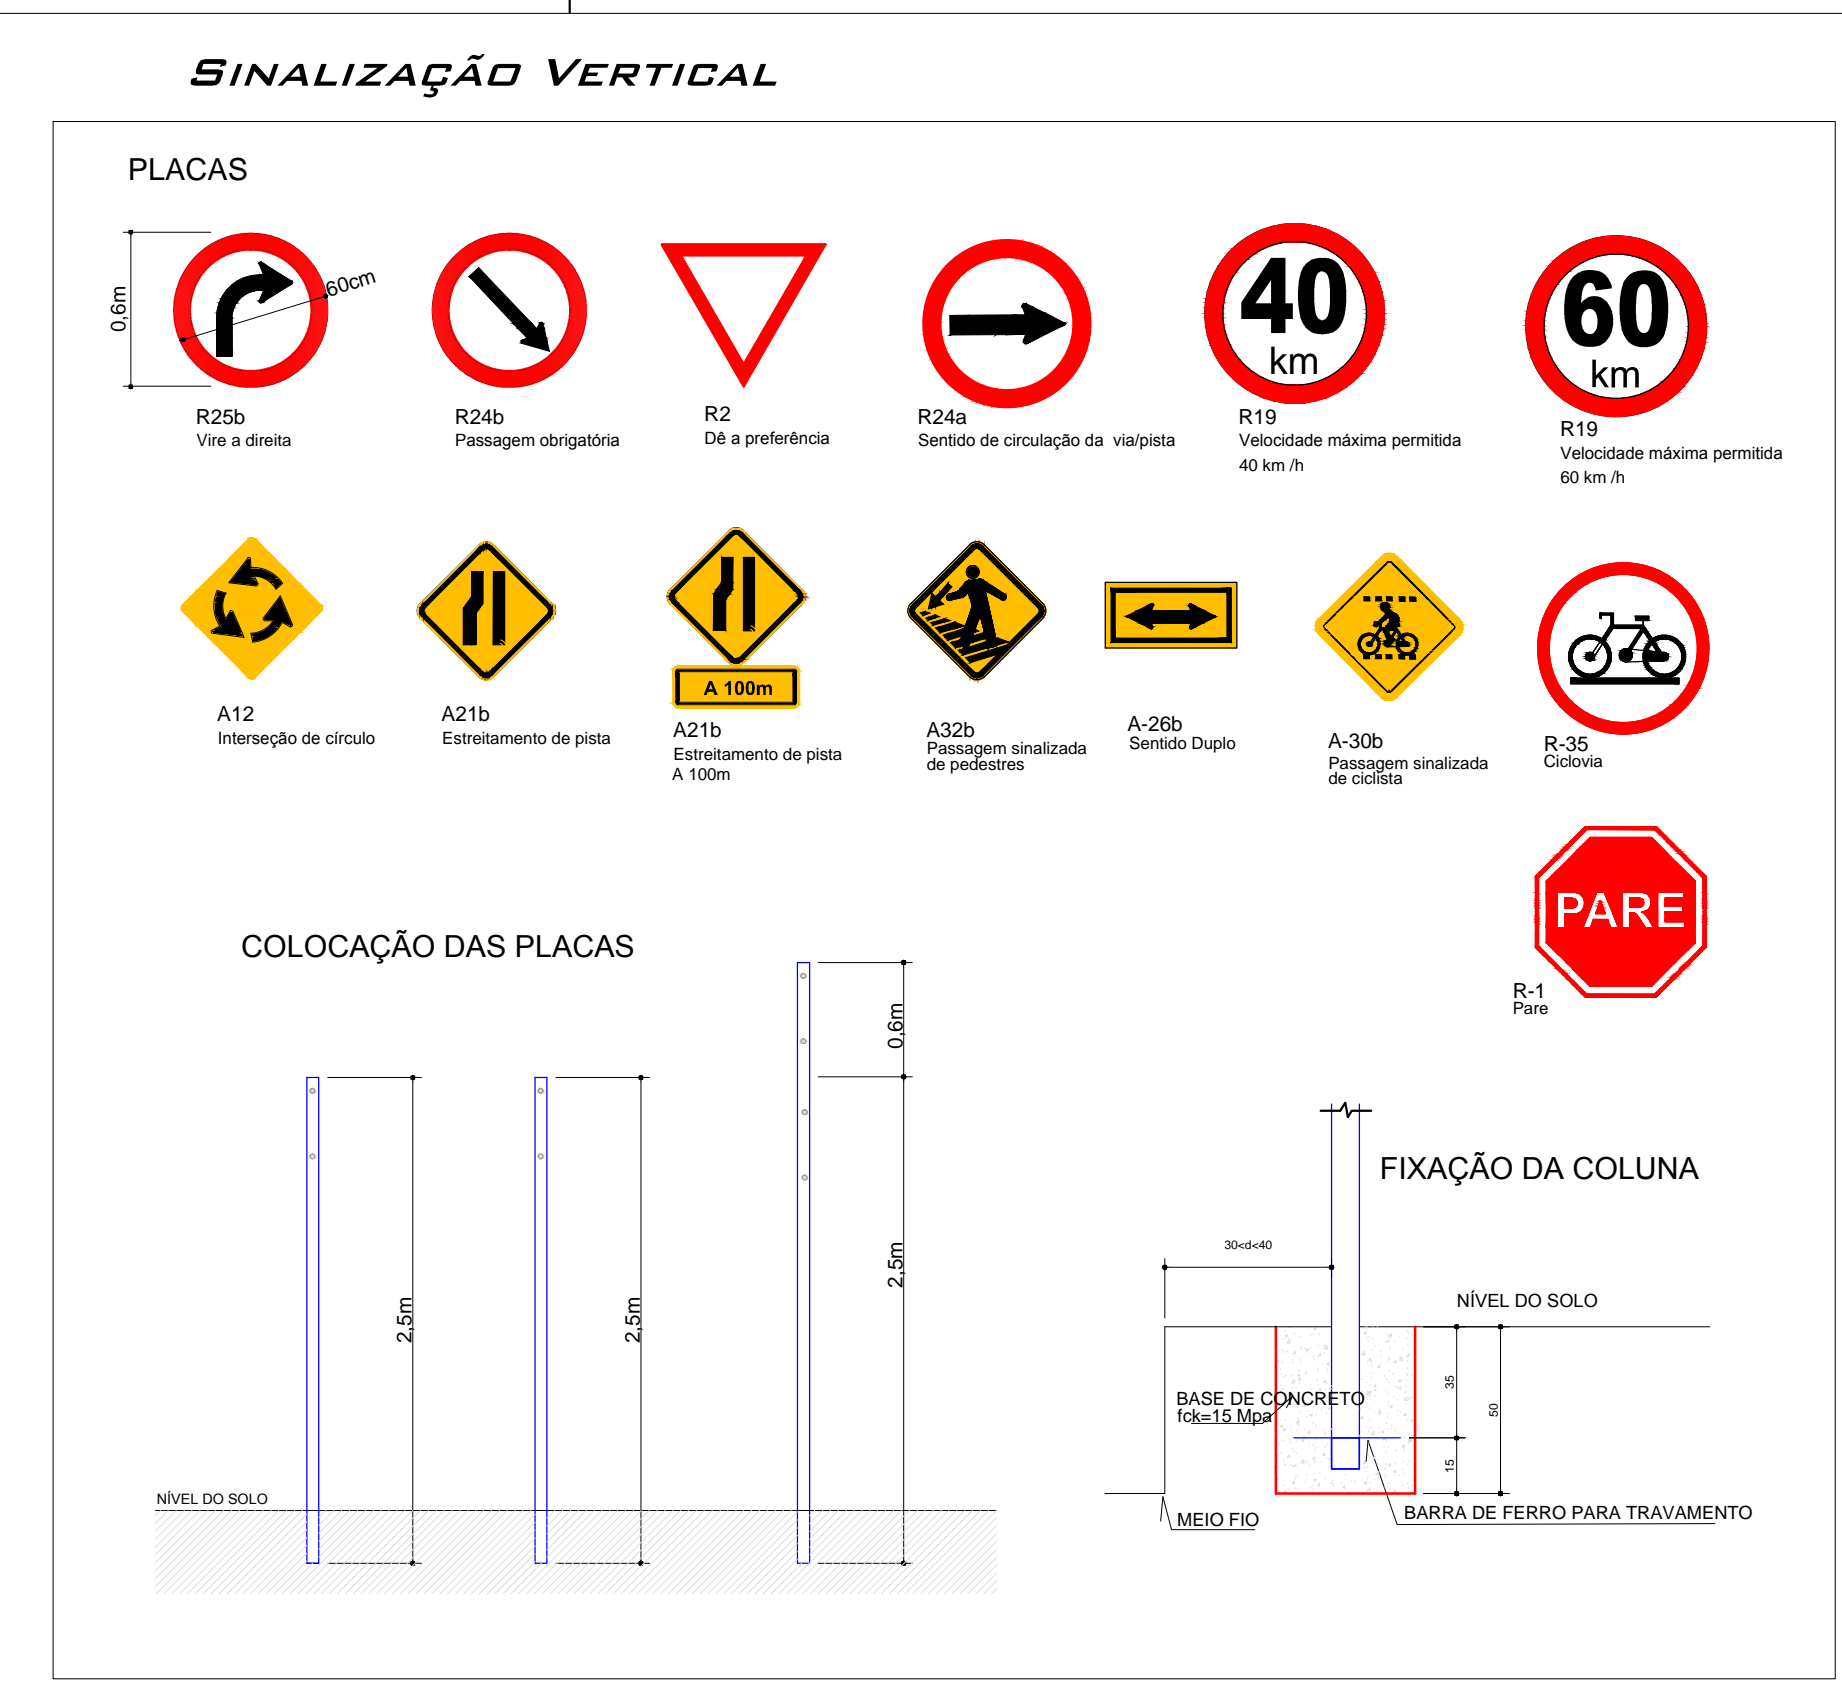 SINALIZAÇÃO VERTICAL
PLACAS
0,6m
60cm
40
km
60
km
R25b
Vire a direita
R24b
Passagem obrigatória
R2
Dê a preferência
R24a
Sentido de circulação da via/pista
R19
Velocidade máxima permitida
40 km /h
R19
Velocidade máxima permitida
60 km /h
A 100m
A12
Interseção de círculo
A21b
Estreitamento de pista
A21b
Estreitamento de pista
A 100m
A32b
Passagem sinalizada
de pedestres
A-26b
Sentido Duplo
A-30b
Passagem sinalizada
de ciclista
R-35
Ciclovia
PARE
R-1
Pare
COLOCAÇÃO DAS PLACAS
0,6m
2,5m
2,5m
2,5m
NÍVEL DO SOLO
FIXAÇÃO DA COLUNA
30<d<40
NÍVEL DO SOLO
BASE DE CONCRETO
fck=15 Mpa
35
50
15
MEIO FIO
BARRA DE FERRO PARA TRAVAMENTO